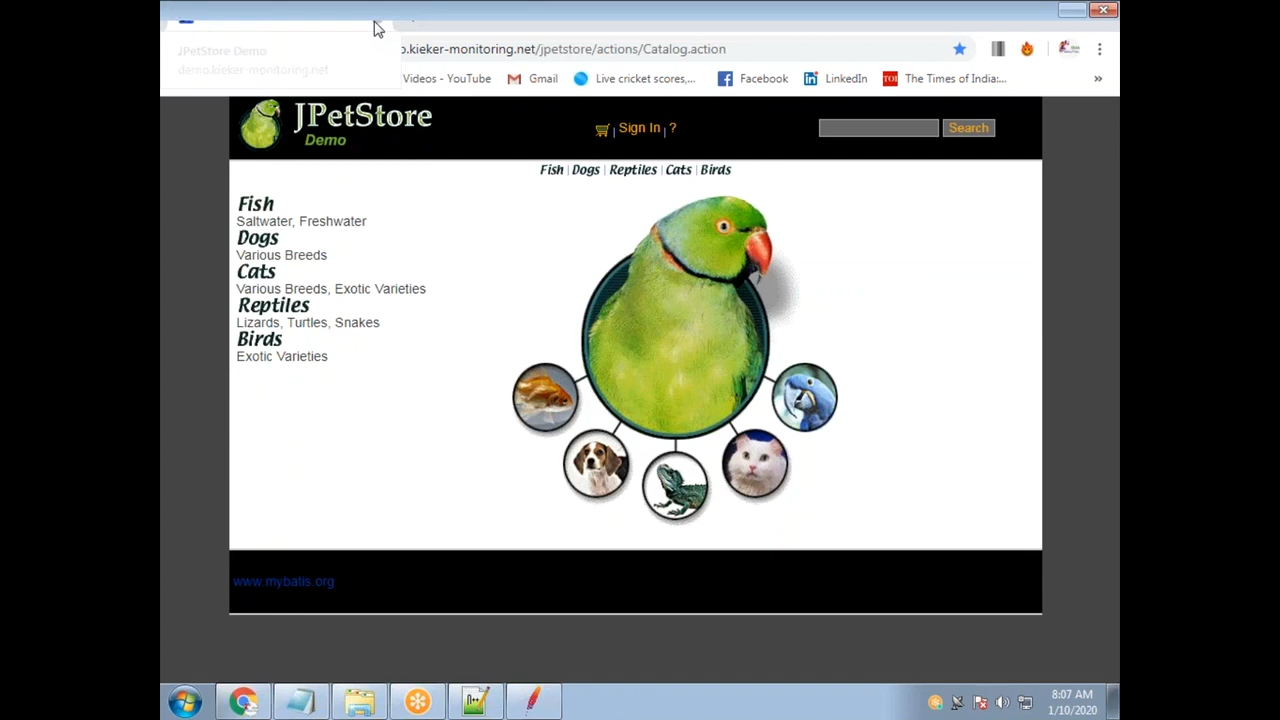 JPetStore Demo
demo.kieker-monitoring.net
o.kieker-monitoring.net/jpetstore/actions/Catalog.action
Videos - YouTube Gmail Live cricket scores,... Facebook LinkedIn TOI The Times of India:... »
JPetStore
Demo
Sign In ?
Search
Fish | Dogs | Reptiles | Cats | Birds
Fish
Saltwater, Freshwater
Dogs
Various Breeds
Cats
Various Breeds, Exotic Varieties
Reptiles
Lizards, Turtles, Snakes
Birds
Exotic Varieties
www.mybatis.org
N++
8:07 AM
1/10/2020